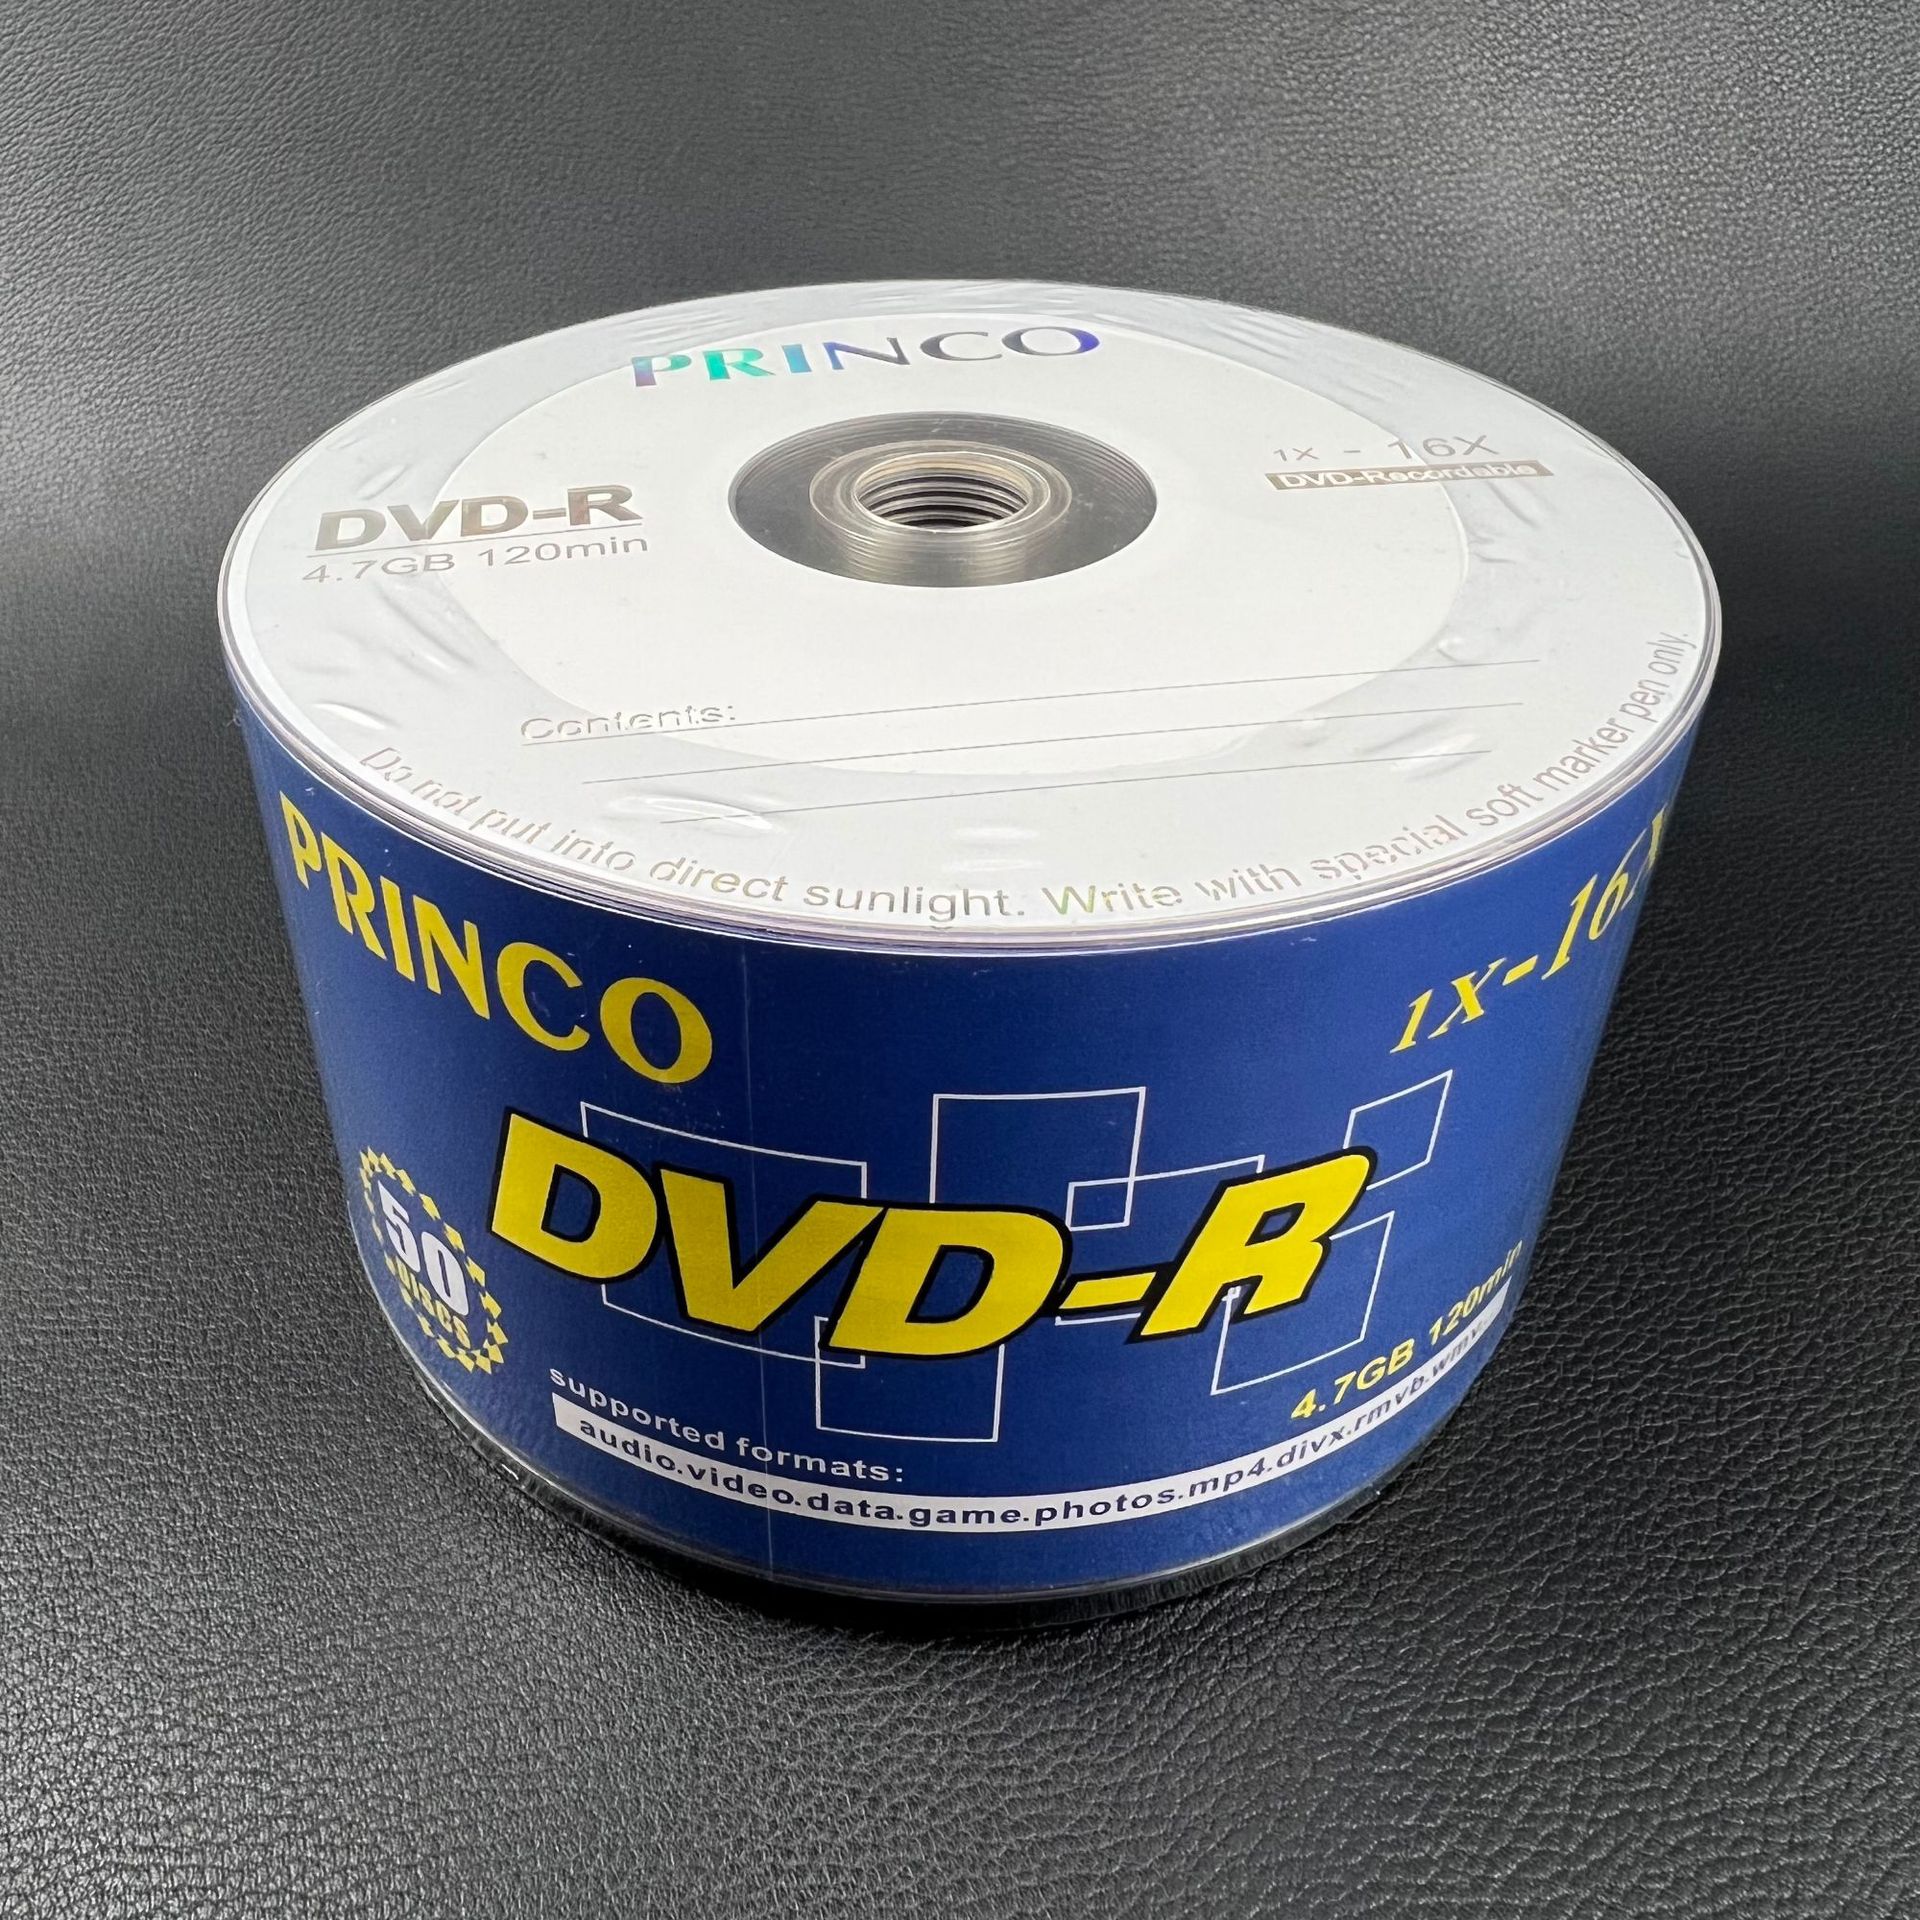 PRINCO
1X - 16X
DVD-Recordable
DVD-R
4.7GB 120min
Contents:
Do not put into direct sunlight. Write with special soft marker pen only.
PRINCO
1X-16X
DVD-R
50
DISCS
4.7GB 120min
supported formats:
audio.video.data.game.photos.mp4.divx.rmvb.wmv